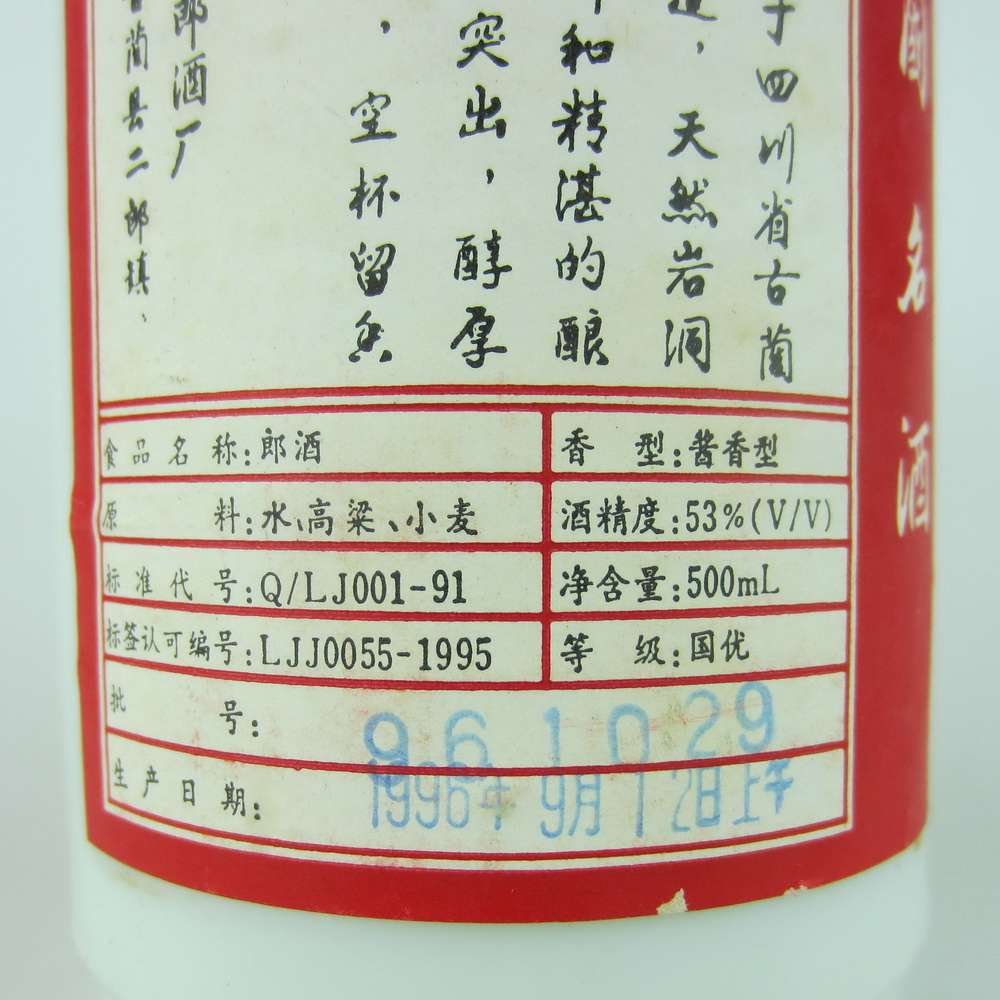 国名酒
于四川省古蔺
天然岩洞
和精湛的酿
突出，醇厚
，空杯留香
郎酒厂
蔺县二郎镇、
食品名称：郎酒
香型：酱香型
原料：水、高粱、小麦
酒精度：53%(V/V)
标准代号：Q/LJ001-91
净含量：500mL
标签认可编号：LJJ0055-1995
等级：国优
批号：961029
生产日期：1996年9月12日上午